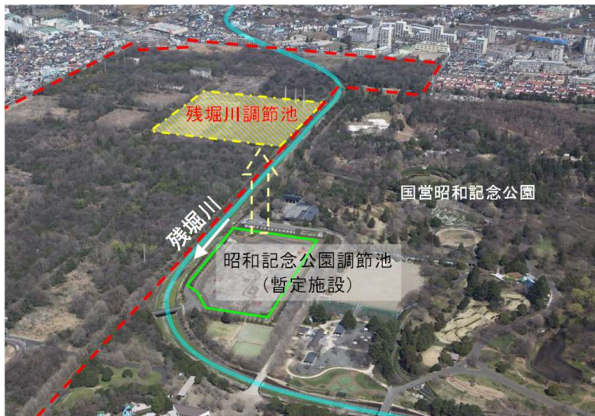 残堀川調節池
国営昭和記念公園
残堀川
昭和記念公園調節池
（暫定施設）